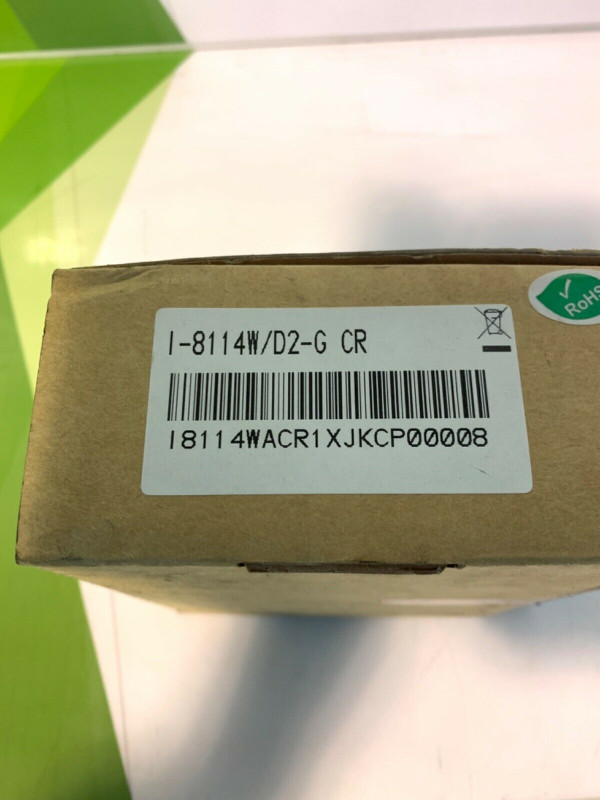 RoHS
I-8114W/D2-G CR
I8114WACR1XJKCP00008